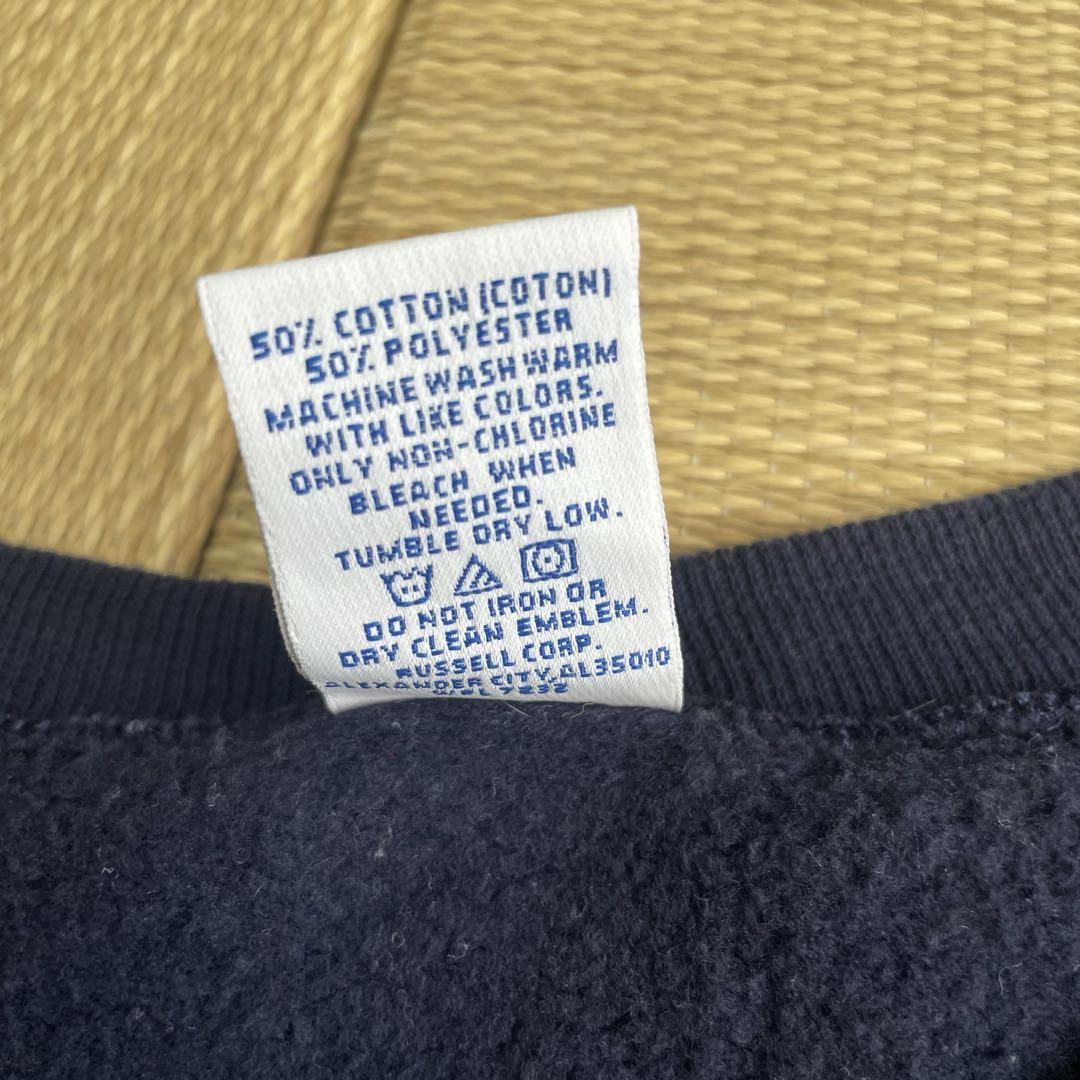 50% COTTON (COTON)
50% POLYESTER
MACHINE WASH WARM
WITH LIKE COLORS.
ONLY NON-CHLORINE
BLEACH WHEN
NEEDED.
TUMBLE DRY LOW.
DO NOT IRON OR
DRY CLEAN EMBLEM.
RUSSELL CORP.
ALEXANDER CITY, AL35010
7232